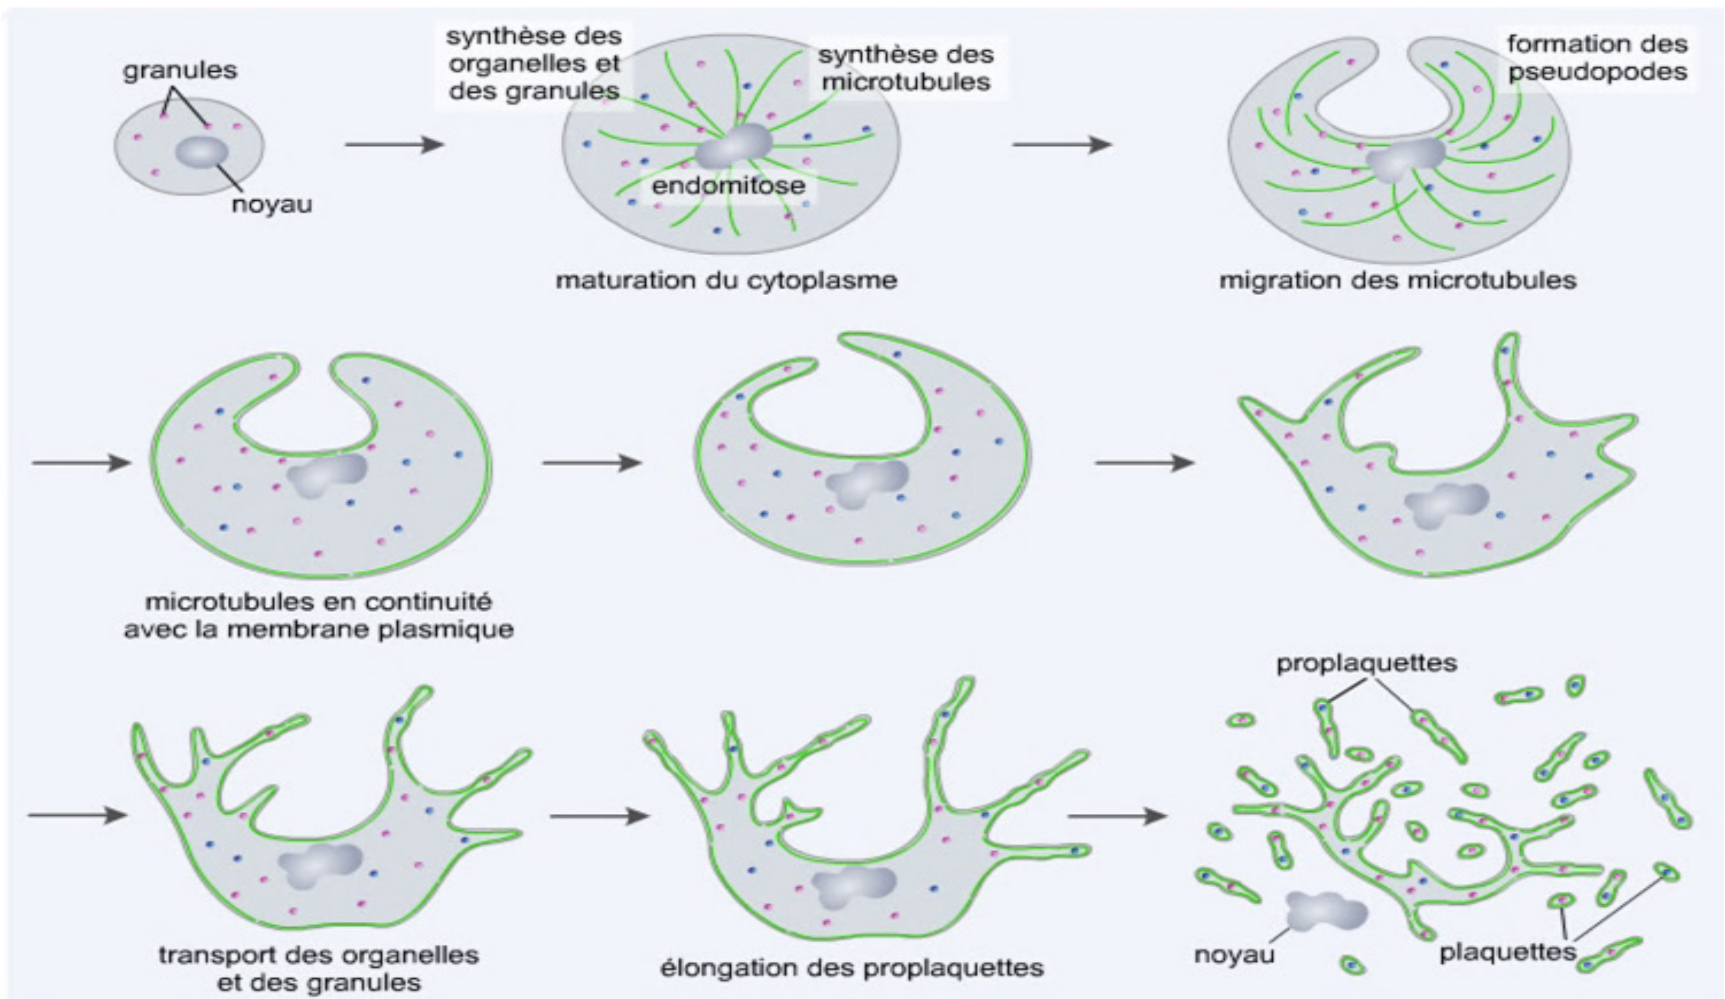 granules
noyau
synthèse des
organelles et
des granules
synthèse des
microtubules
endomitose
maturation du cytoplasme
formation des
pseudopodes
migration des microtubules
microtubules en continuité
avec la membrane plasmique
transport des organelles
et des granules
élongation des proplaquettes
proplaquettes
noyau
plaquettes